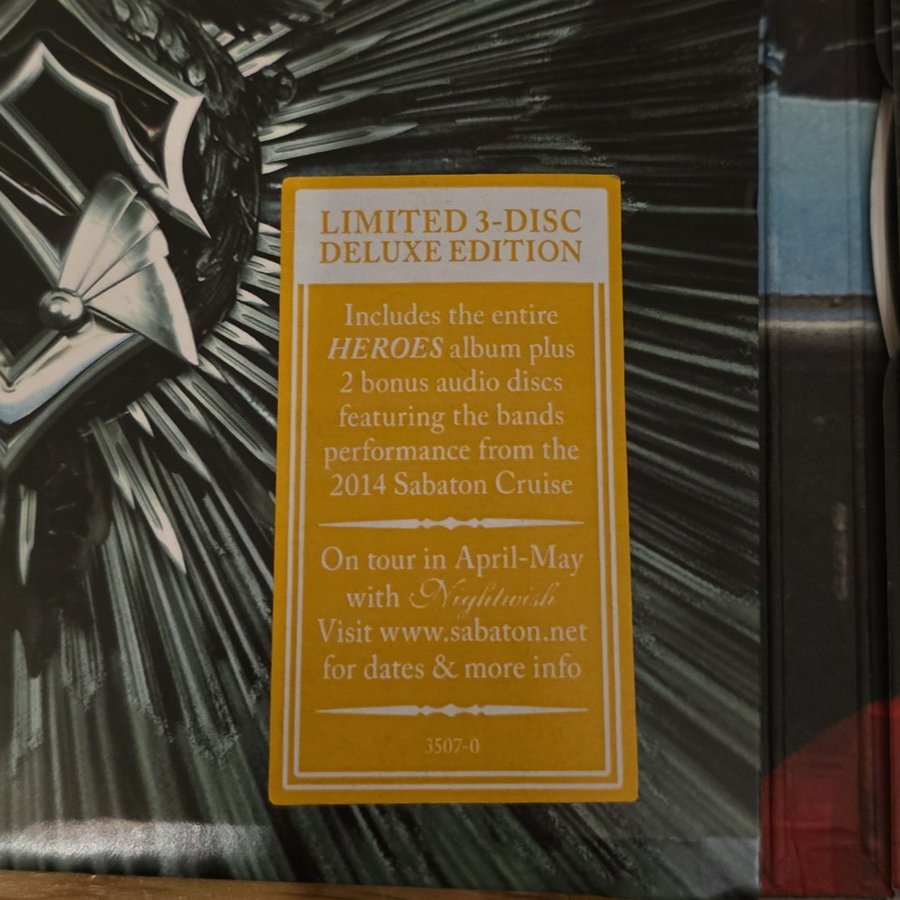 LIMITED 3-DISC
DELUXE EDITION
Includes the entire
HEROES album plus
2 bonus audio discs
featuring the bands
performance from the
2014 Sabaton Cruise
On tour in April-May
with Nightwish
Visit www.sabaton.net
for dates & more info
3507-0